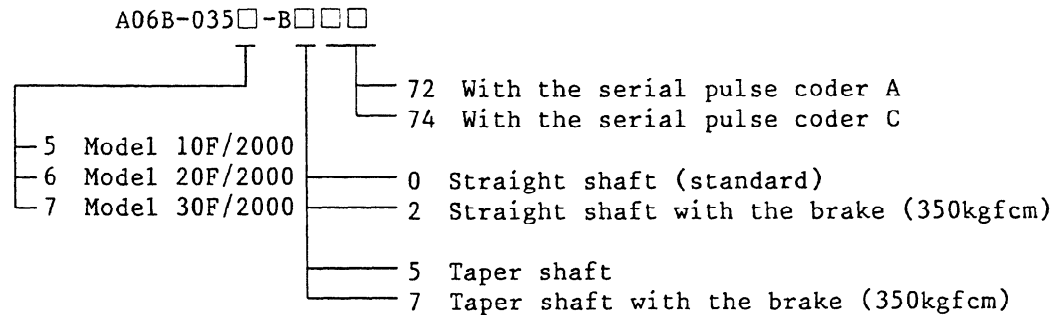 A06B-035□-B□□□
72 With the serial pulse coder A
74 With the serial pulse coder C
5 Model 10F/2000
6 Model 20F/2000
7 Model 30F/2000
0 Straight shaft (standard)
2 Straight shaft with the brake (350kgfcm)
5 Taper shaft
7 Taper shaft with the brake (350kgfcm)